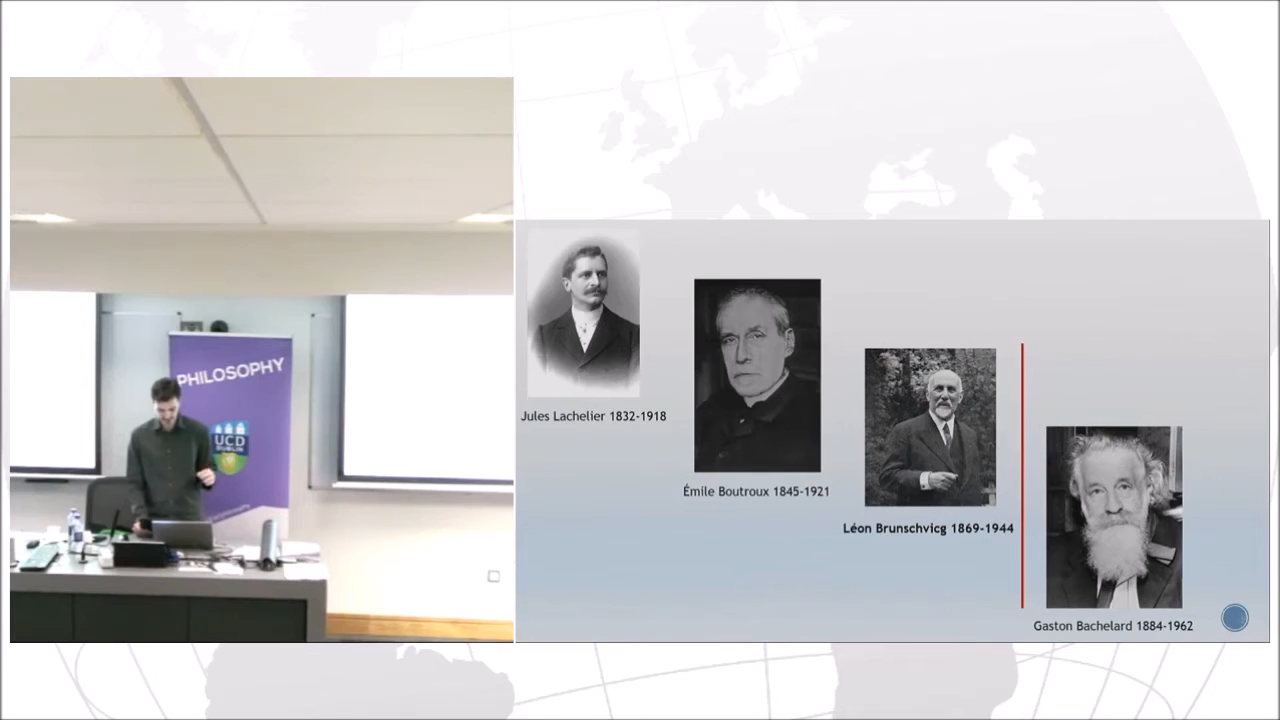 PHILOSOPHY
UCD
DUBLIN
Jules Lachelier 1832-1918
Émile Boutroux 1845-1921
Léon Brunschvicg 1869-1944
Gaston Bachelard 1884-1962